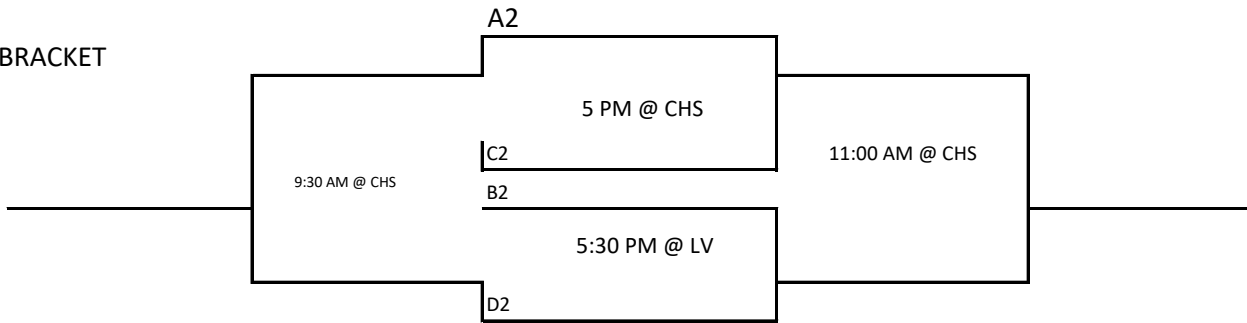 A2
BRACKET
5 PM @ CHS
C2
11:00 AM @ CHS
9:30 AM @ CHS
B2
5:30 PM @ LV
D2